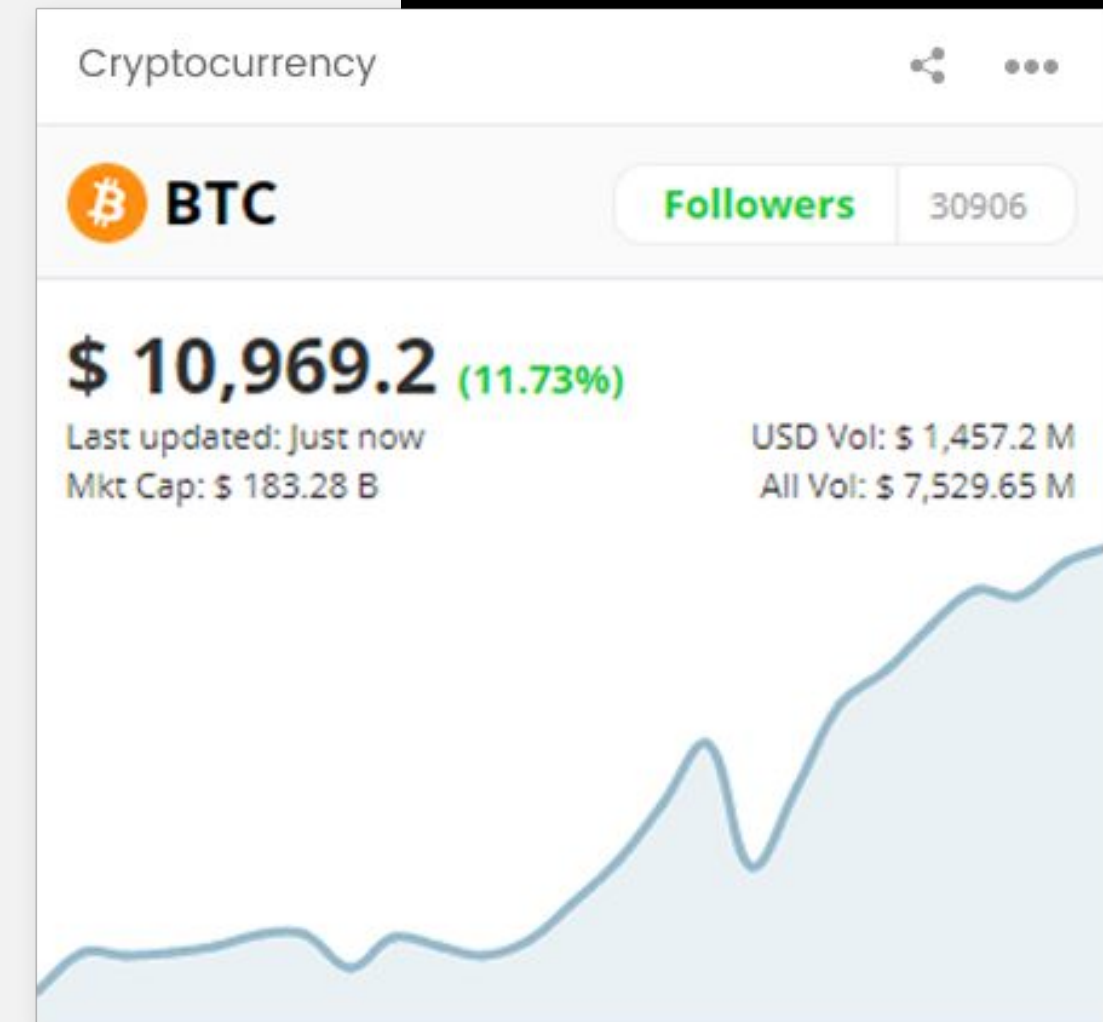 Cryptocurrency
BTC
Followers 30906
$ 10,969.2 (11.73%)
Last updated: Just now
USD Vol: $ 1,457.2 M
Mkt Cap: $ 183.28 B
All Vol: $ 7,529.65 M